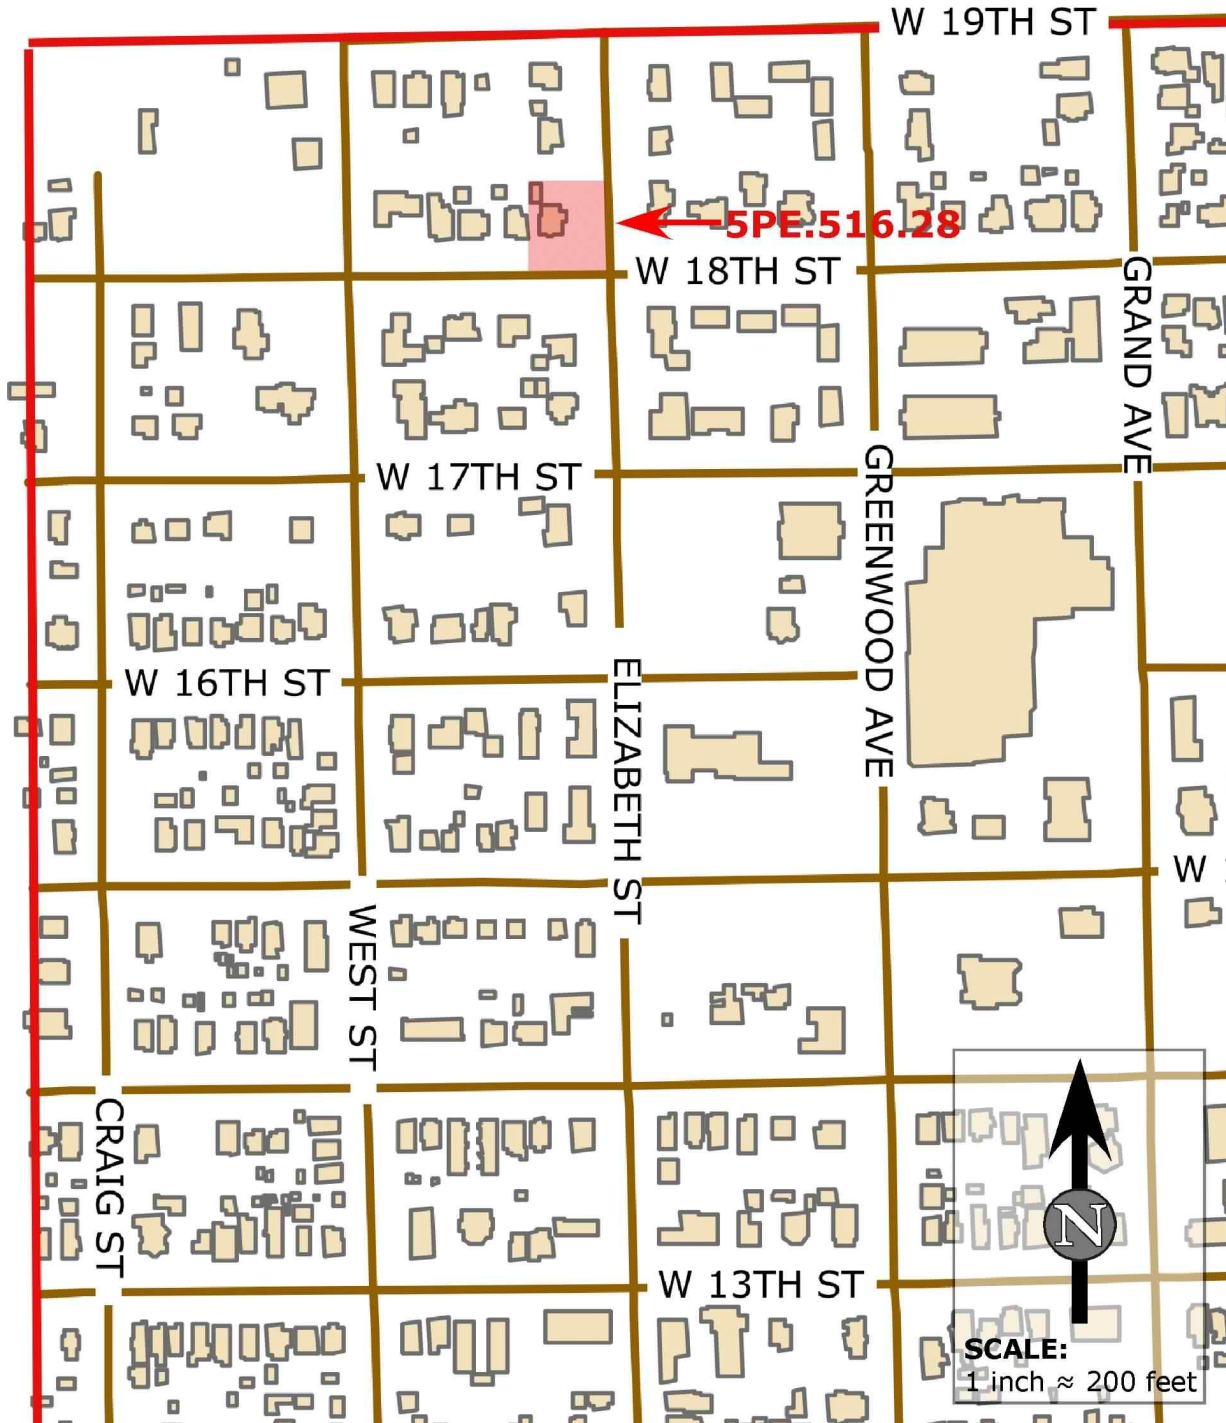 W 19TH ST
5PE.516.28
W 18TH ST
GRAND AVE
W 17TH ST
GREENWOOD AVE
W 16TH ST
ELIZABETH ST
W
WEST ST
CRAIG ST
N
W 13TH ST
SCALE:
1 inch ≈ 200 feet